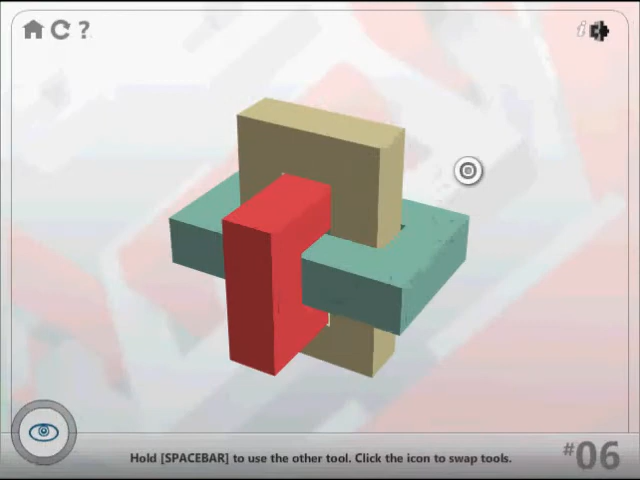 ?
i
Hold [SPACEBAR] to use the other tool. Click the icon to swap tools.
#06